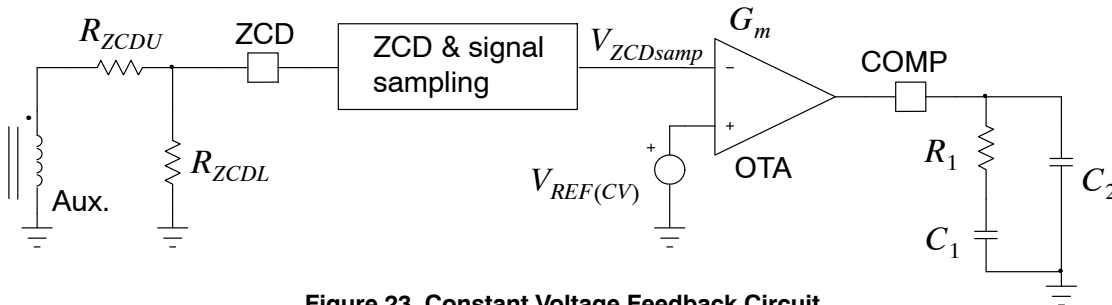 R_ZCDU
ZCD
ZCD & signal
sampling
V_ZCDsamp
G_m
COMP
−
+
OTA
R_ZCDL
Aux.
+
V_REF(CV)
R_1
C_1
C_2
Figure 23. Constant Voltage Feedback Circuit